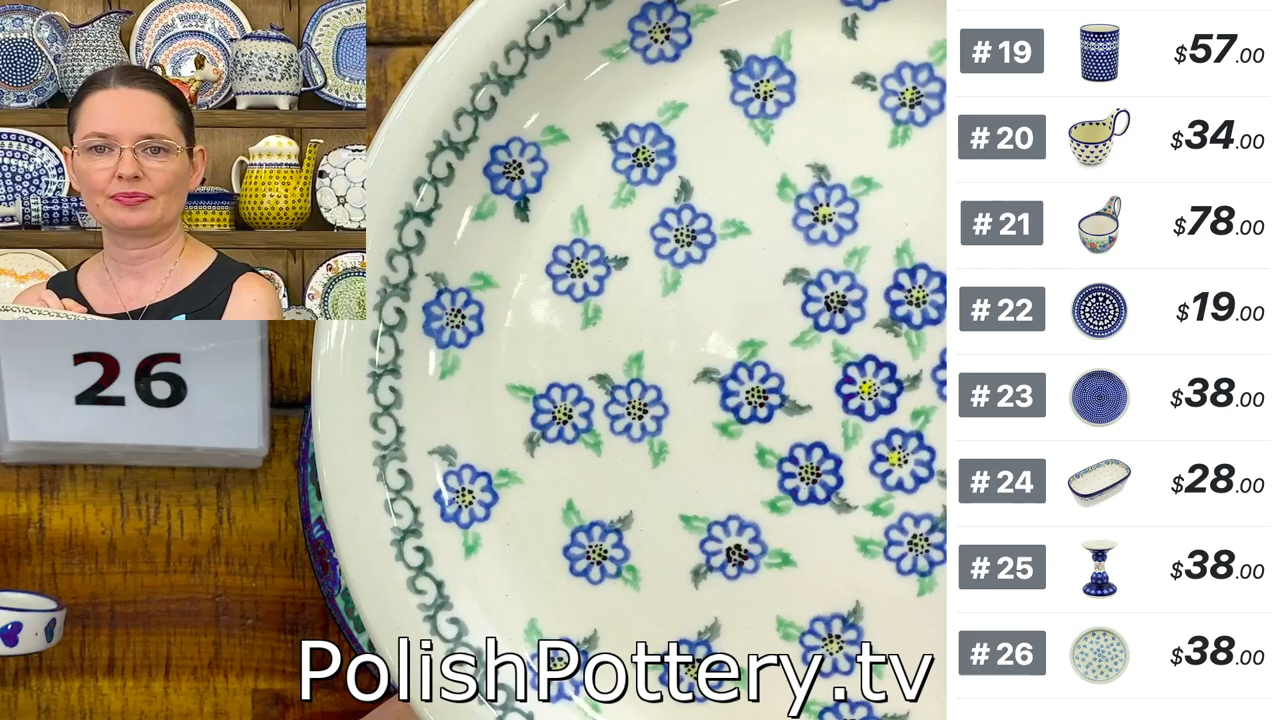 26
PolishPottery.tv
# 19 $57.00
# 20 $34.00
# 21 $78.00
# 22 $19.00
# 23 $38.00
# 24 $28.00
# 25 $38.00
# 26 $38.00